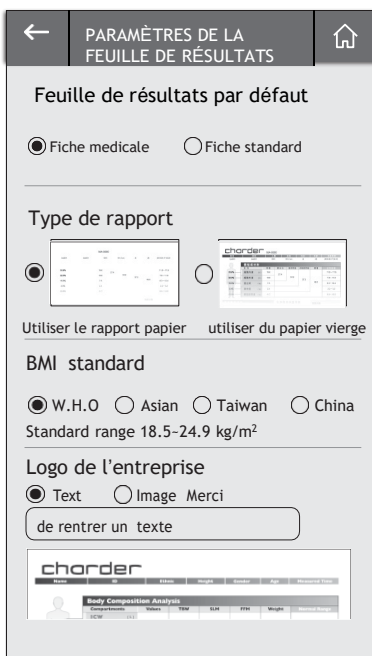 PARAMÈTRES DE LA
FEUILLE DE RÉSULTATS
Feuille de résultats par défaut
Fiche medicale Fiche standard
Type de rapport
charder
Utiliser le rapport papier utiliser du papier vierge
BMI standard
W.H.O Asian Taiwan China
Standard range 18.5~24.9 kg/m²
Logo de l'entreprise
Text Image Merci
de rentrer un texte
charder
Name ID Ethnic Height Gender Age Measured Time
Body Composition Analysis
Compartments Values TBW SLM FFM Weight Normal Range
ICW